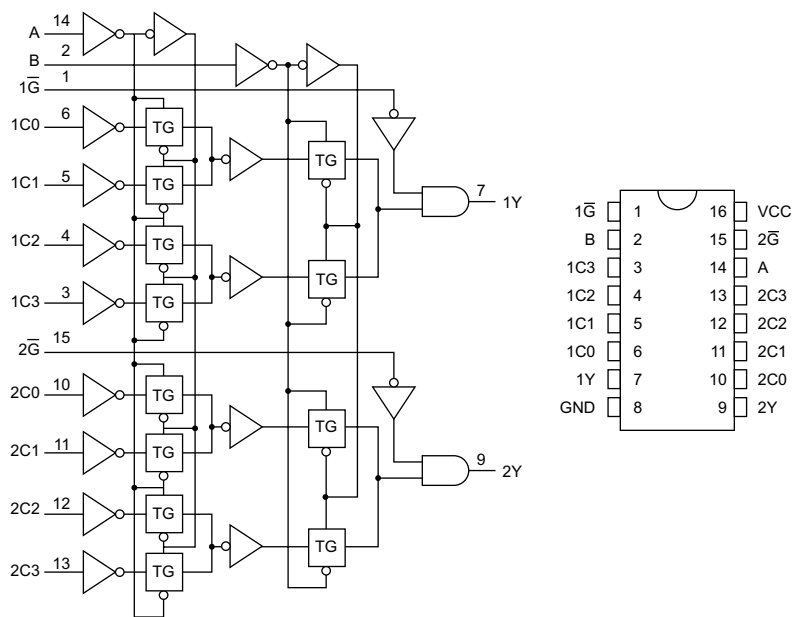 A 14
B 2
1G̅ 1
1C0 6
TG
1C1 5
TG
TG
7 1Y
1C2 4
TG
1C3 3
TG
TG
2G̅ 15
2C0 10
TG
2C1 11
TG
TG
9 2Y
2C2 12
TG
2C3 13
TG
TG
1G̅ 1 16 VCC
B 2 15 2G̅
1C3 3 14 A
1C2 4 13 2C3
1C1 5 12 2C2
1C0 6 11 2C1
1Y 7 10 2C0
GND 8 9 2Y